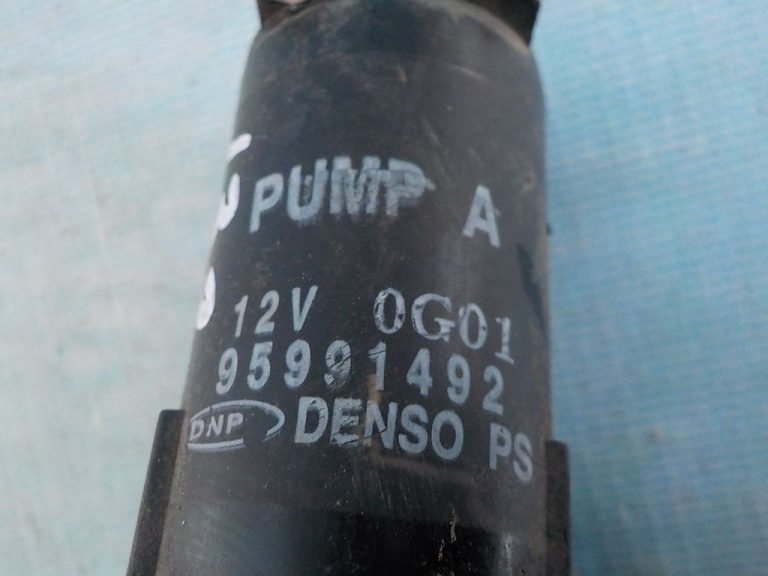 PUMP A
12V 0G01
95991492
DNP DENSO PS